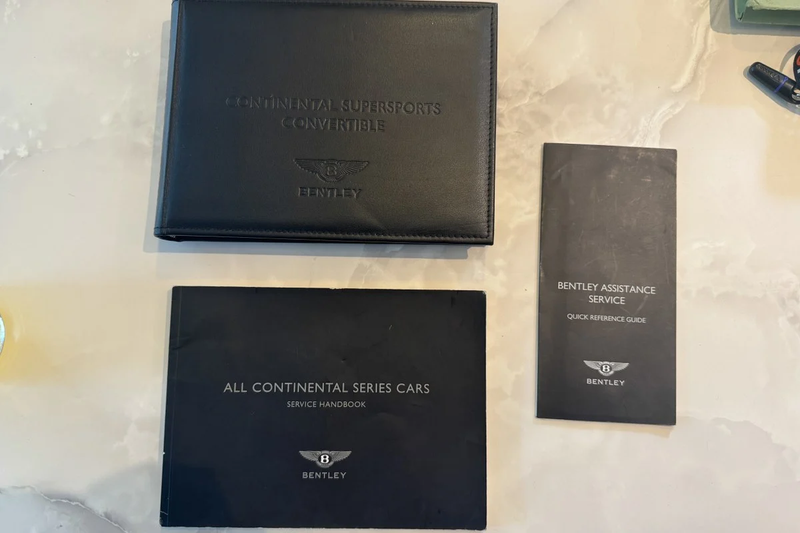 CONTINENTAL SUPERSPORTS
CONVERTIBLE
B
BENTLEY
BENTLEY ASSISTANCE
SERVICE
QUICK REFERENCE GUIDE
B
BENTLEY
ALL CONTINENTAL SERIES CARS
SERVICE HANDBOOK
B
BENTLEY